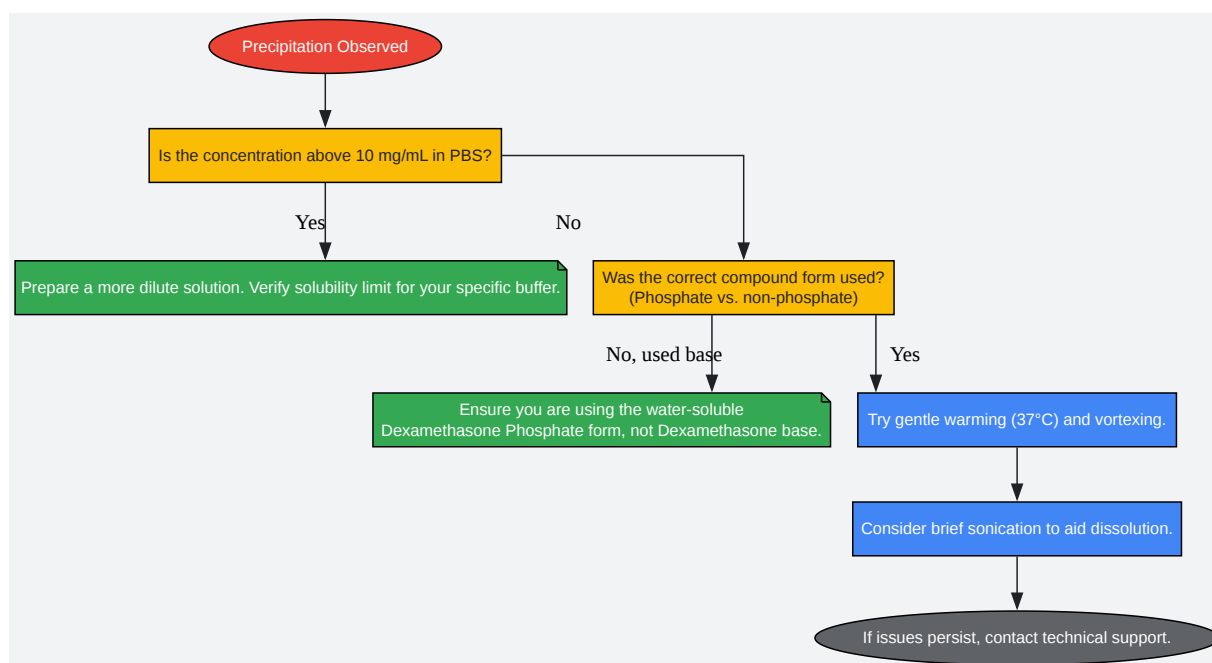 Precipitation Observed
Is the concentration above 10 mg/mL in PBS?
Yes
No
Prepare a more dilute solution. Verify solubility limit for your specific buffer.
Was the correct compound form used?
(Phosphate vs. non-phosphate)
No, used base
Yes
Ensure you are using the water-soluble
Dexamethasone Phosphate form, not Dexamethasone base.
Try gentle warming (37°C) and vortexing.
Consider brief sonication to aid dissolution.
If issues persist, contact technical support.